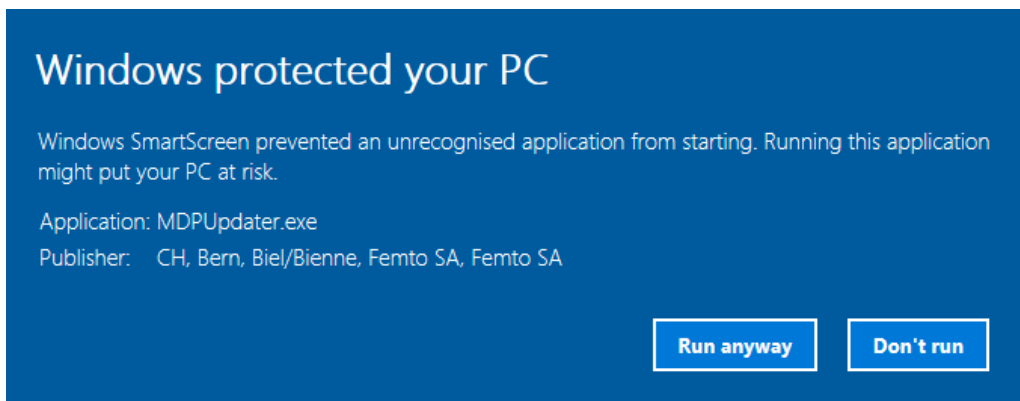 Windows protected your PC
Windows SmartScreen prevented an unrecognised application from starting. Running this application
might put your PC at risk.
Application: MDPUpdater.exe
Publisher: CH, Bern, Biel/Bienne, Femto SA, Femto SA
Run anyway Don't run